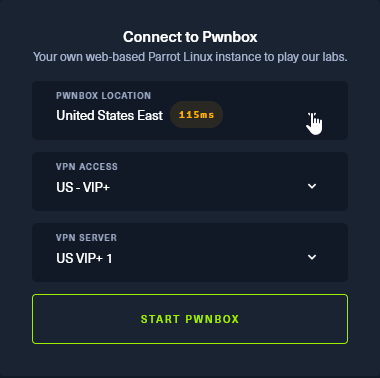 Connect to Pwnbox
Your own web-based Parrot Linux instance to play our labs.
PWNBOX LOCATION
United States East 115ms
VPN ACCESS
US - VIP+
VPN SERVER
US VIP+ 1
START PWNBOX